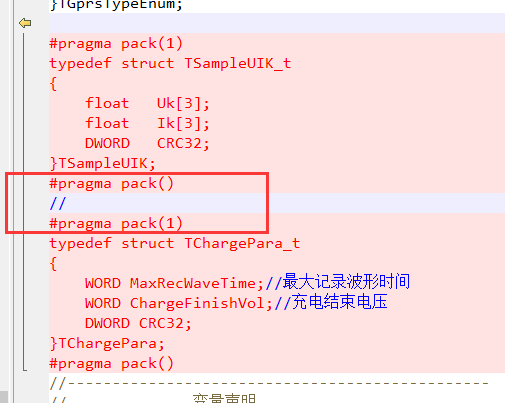 }TGprsTypeEnum;
#pragma pack(1)
typedef struct TSampleUIK_t
{
float Uk[3];
float Ik[3];
DWORD CRC32;
}TSampleUIK;
#pragma pack()
//
#pragma pack(1)
typedef struct TChargePara_t
{
WORD MaxRecWaveTime;//最大记录波形时间
WORD ChargeFinishVol;//充电结束电压
DWORD CRC32;
}TChargePara;
#pragma pack()
//-----------------------------------------------
// 变量声明